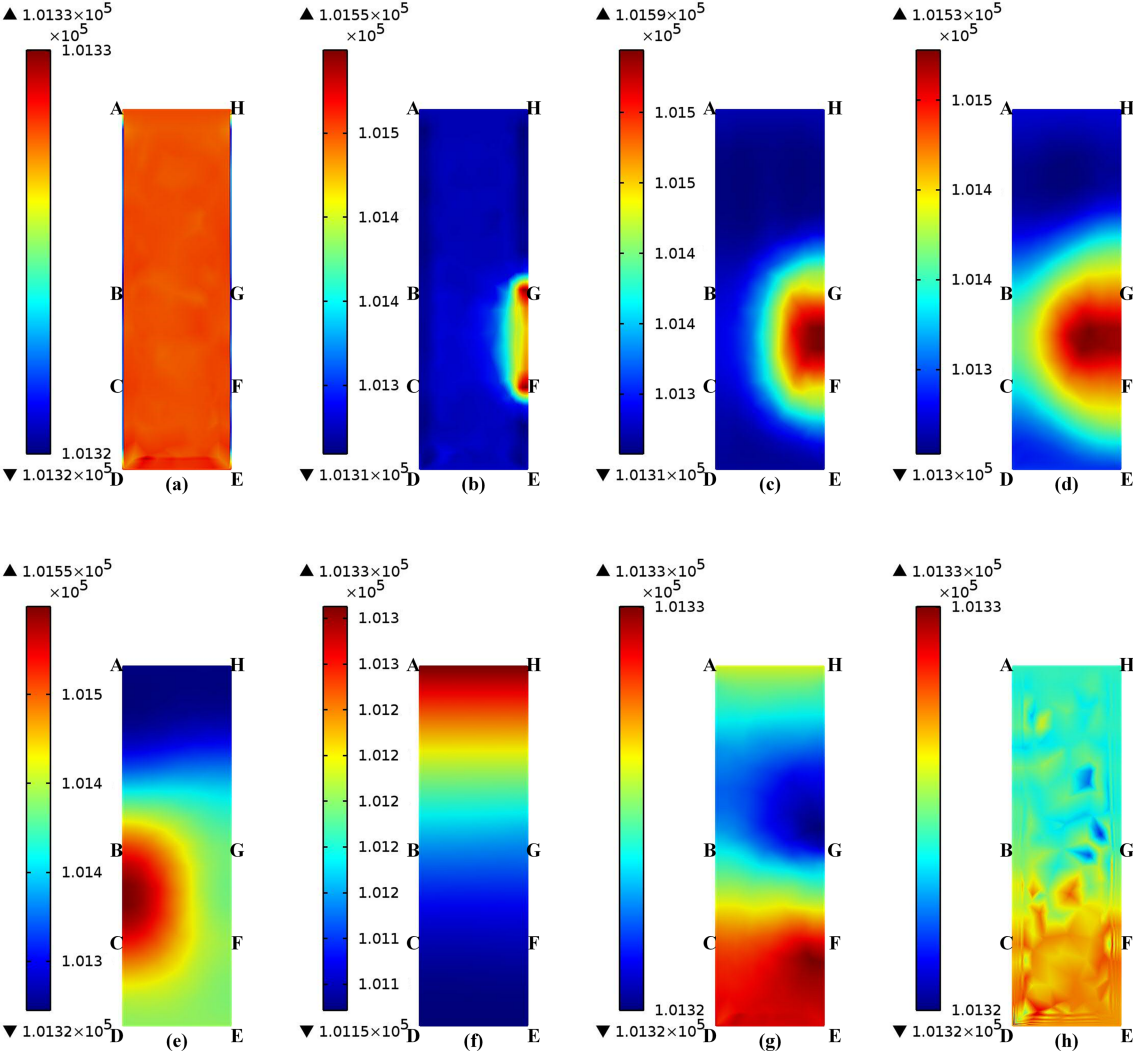 ▲ 1.0133×10⁵
×10⁵
1.0133
1.0132
▼ 1.0132×10⁵
A H
B G
C F
D E
(a)
▲ 1.0155×10⁵
×10⁵
1.015
1.014
1.014
1.013
▼ 1.0131×10⁵
A H
B G
C F
D E
(b)
▲ 1.0159×10⁵
×10⁵
1.015
1.015
1.014
1.014
1.013
▼ 1.0131×10⁵
A H
B G
C F
D E
(c)
▲ 1.0153×10⁵
×10⁵
1.015
1.014
1.014
1.013
▼ 1.013×10⁵
A H
B G
C F
D E
(d)
▲ 1.0155×10⁵
×10⁵
1.015
1.014
1.014
1.013
▼ 1.0132×10⁵
A H
B G
C F
D E
(e)
▲ 1.0133×10⁵
×10⁵
1.013
1.013
1.012
1.012
1.012
1.012
1.012
1.011
1.011
▼ 1.0115×10⁵
A H
B G
C F
D E
(f)
▲ 1.0133×10⁵
×10⁵
1.0133
1.0132
▼ 1.0132×10⁵
A H
B G
C F
D E
(g)
▲ 1.0133×10⁵
×10⁵
1.0133
1.0132
▼ 1.0132×10⁵
A H
B G
C F
D E
(h)